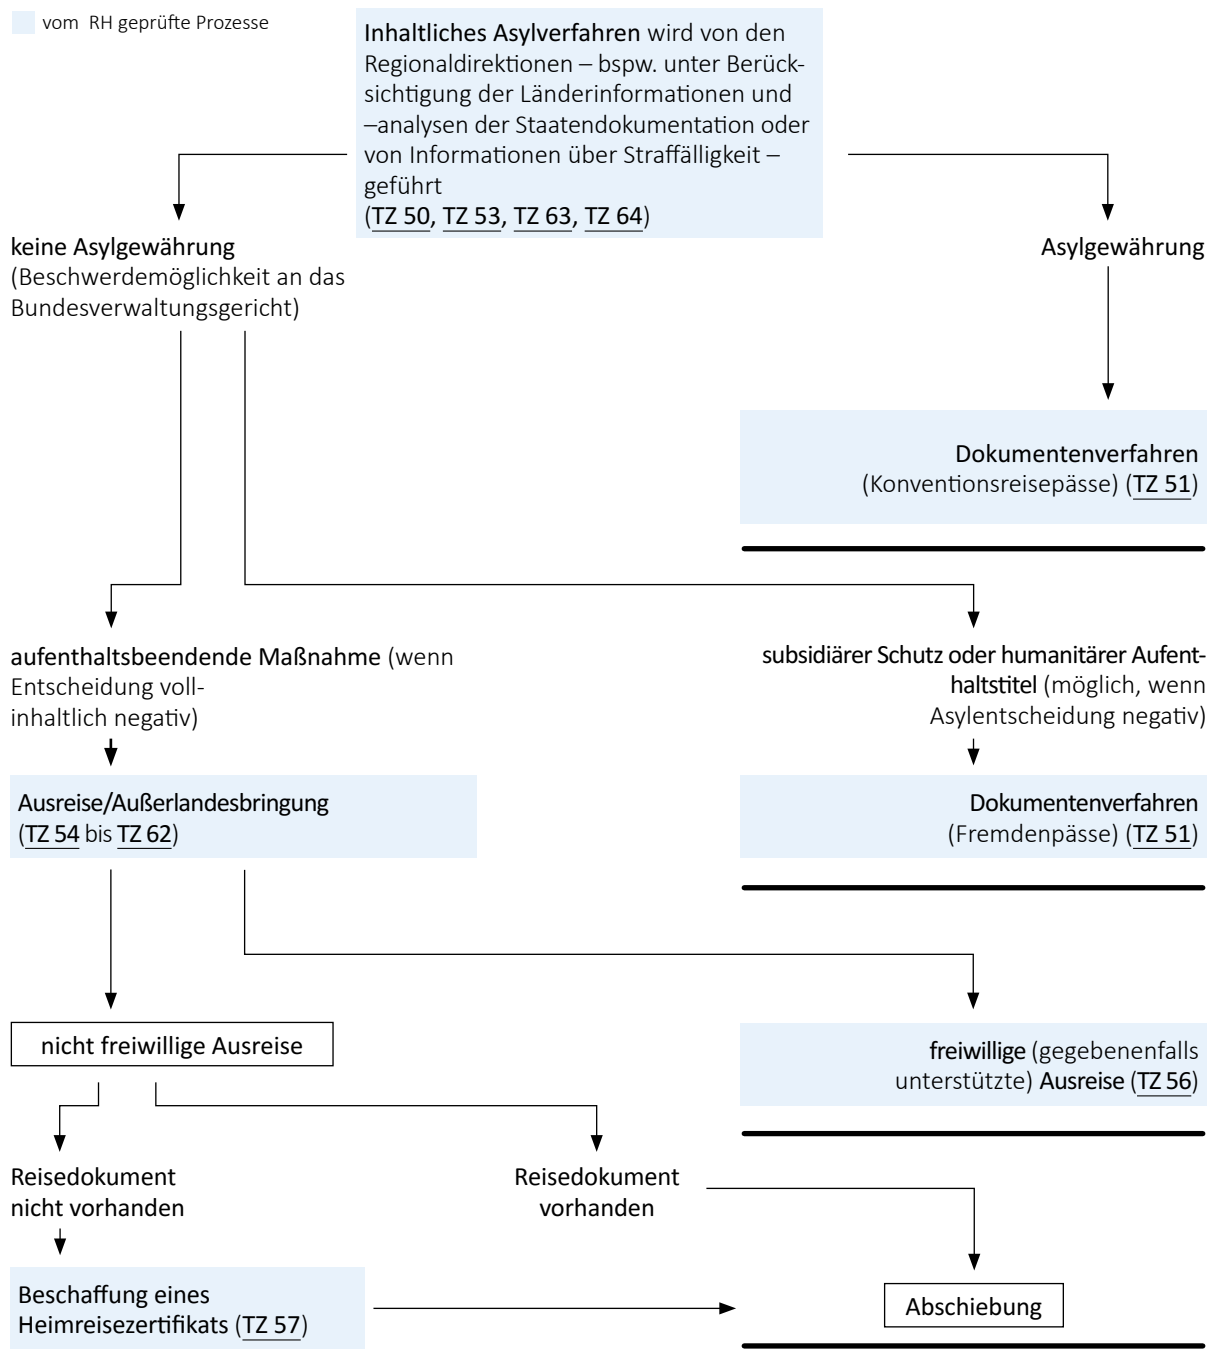 vom RH geprüfte Prozesse
Inhaltliches Asylverfahren wird von den
Regionaldirektionen – bspw. unter Berück-
sichtigung der Länderinformationen und
–analysen der Staatendokumentation oder
von Informationen über Straffälligkeit –
geführt
(TZ 50, TZ 53, TZ 63, TZ 64)
keine Asylgewährung
(Beschwerdemöglichkeit an das
Bundesverwaltungsgericht)
Asylgewährung
Dokumentenverfahren
(Konventionsreisepässe) (TZ 51)
aufenthaltsbeendende Maßnahme (wenn
Entscheidung voll-
inhaltlich negativ)
subsidiärer Schutz oder humanitärer Aufent-
haltstitel (möglich, wenn
Asylentscheidung negativ)
Ausreise/Außerlandesbringung
(TZ 54 bis TZ 62)
Dokumentenverfahren
(Fremdenpässe) (TZ 51)
nicht freiwillige Ausreise
freiwillige (gegebenenfalls
unterstützte) Ausreise (TZ 56)
Reisedokument
nicht vorhanden
Reisedokument
vorhanden
Beschaffung eines
Heimreisezertifikats (TZ 57)
Abschiebung